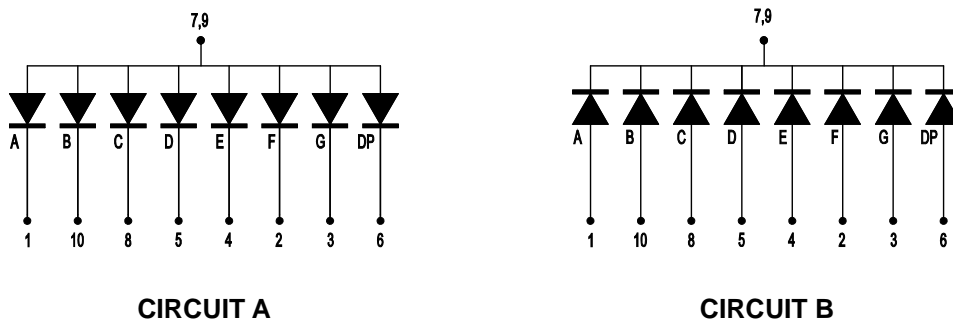 7,9
A B C D E F G DP
1 10 8 5 4 2 3 6
CIRCUIT A
7,9
A B C D E F G DP
1 10 8 5 4 2 3 6
CIRCUIT B